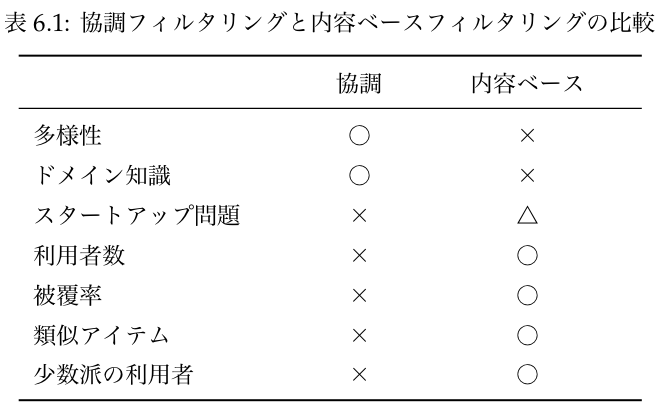 表 6.1: 協調フィルタリングと内容ベースフィルタリングの比較
協調 内容ベース
多様性 ○ ×
ドメイン知識 ○ ×
スタートアップ問題 × △
利用者数 × ○
被覆率 × ○
類似アイテム × ○
少数派の利用者 × ○